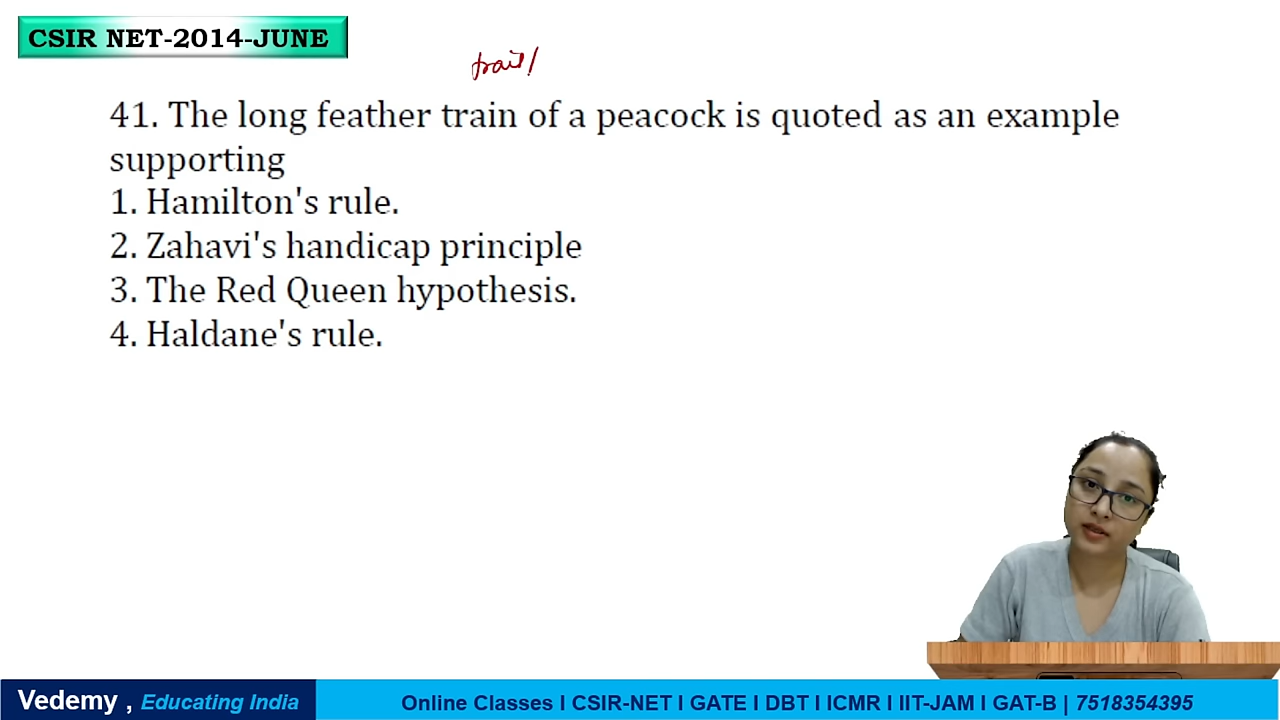 CSIR NET-2014-JUNE
trail/
41. The long feather train of a peacock is quoted as an example
supporting
1. Hamilton's rule.
2. Zahavi's handicap principle
3. The Red Queen hypothesis.
4. Haldane's rule.
Vedemy , Educating India
Online Classes I CSIR-NET I GATE I DBT I ICMR I IIT-JAM I GAT-B | 7518354395